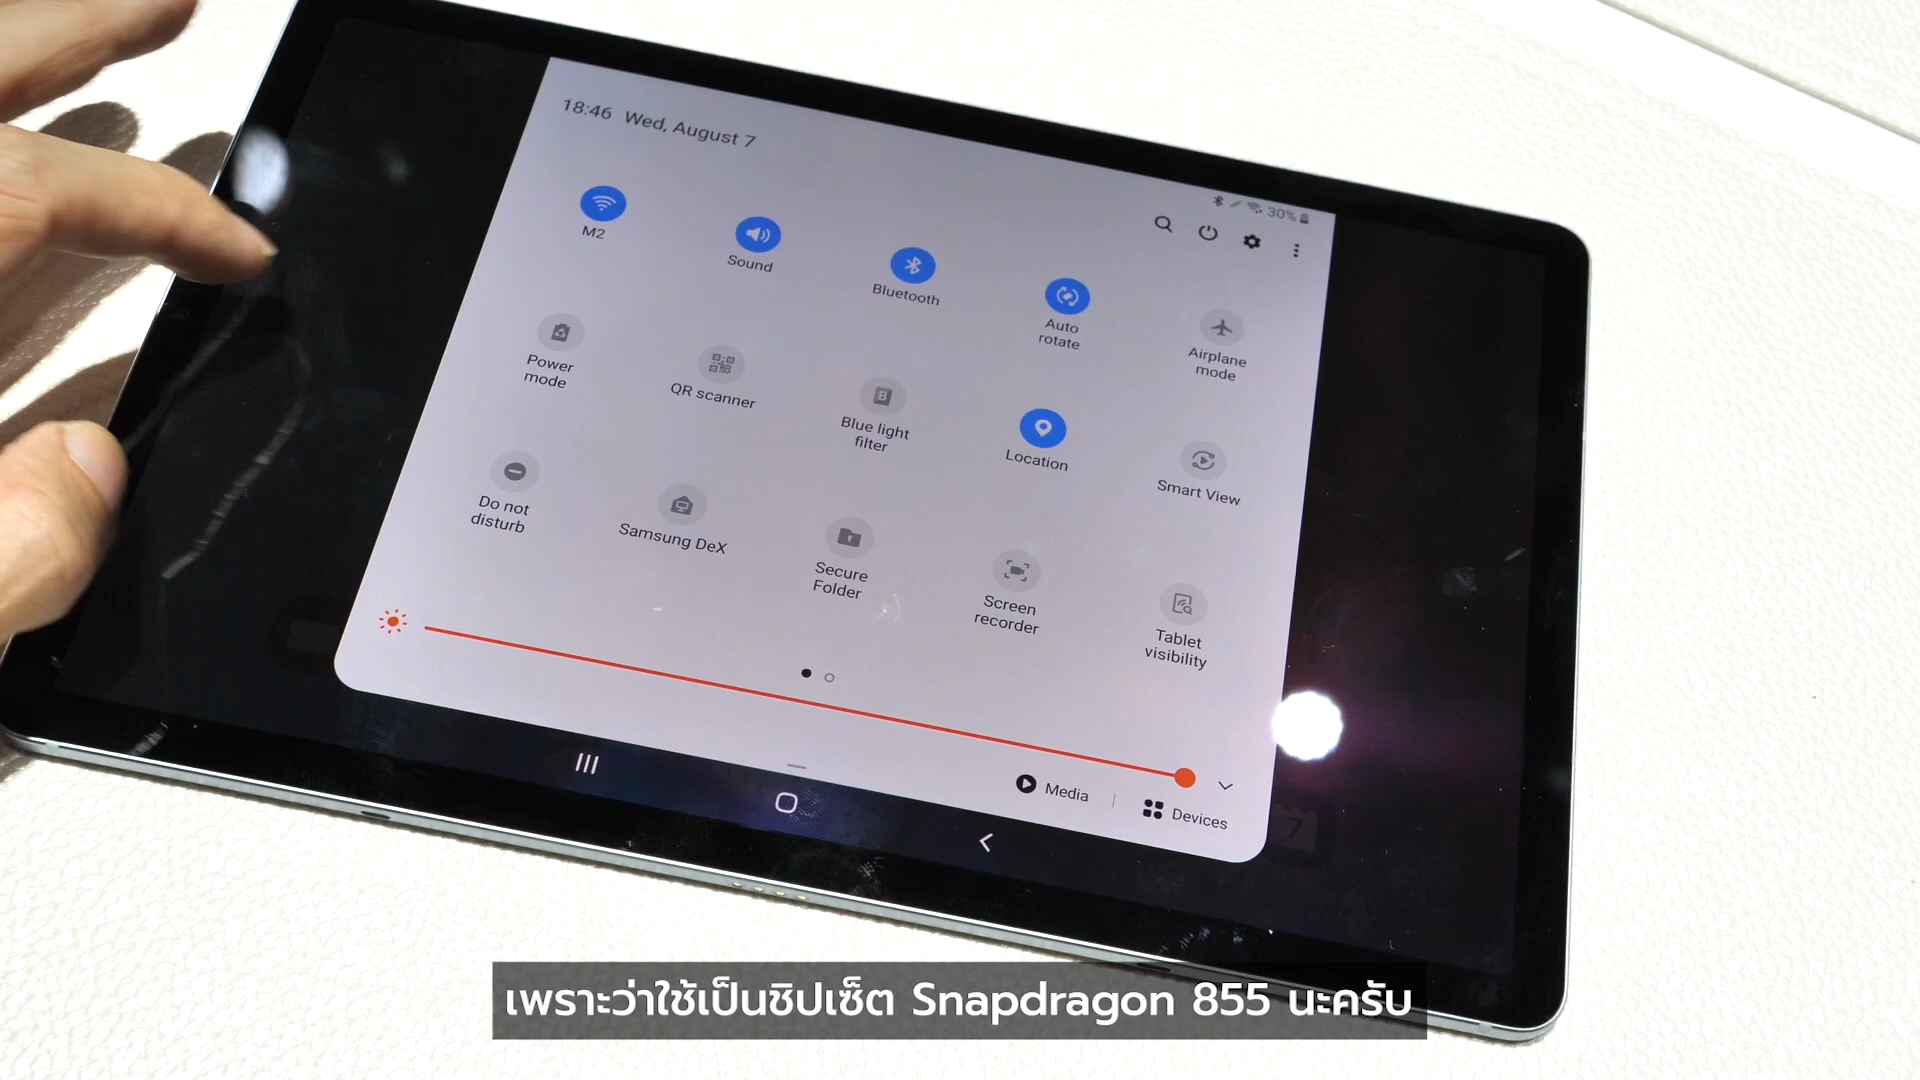 18:46 Wed, August 7
30%
M2
Sound
Bluetooth
Auto
rotate
Airplane
mode
Power
mode
QR scanner
Blue light
filter
Location
Smart View
Do not
disturb
Samsung DeX
Secure
Folder
Screen
recorder
Tablet
visibility
Media
Devices
7
เพราะว่าใช้เป็นชิปเซ็ต Snapdragon 855 นะครับ